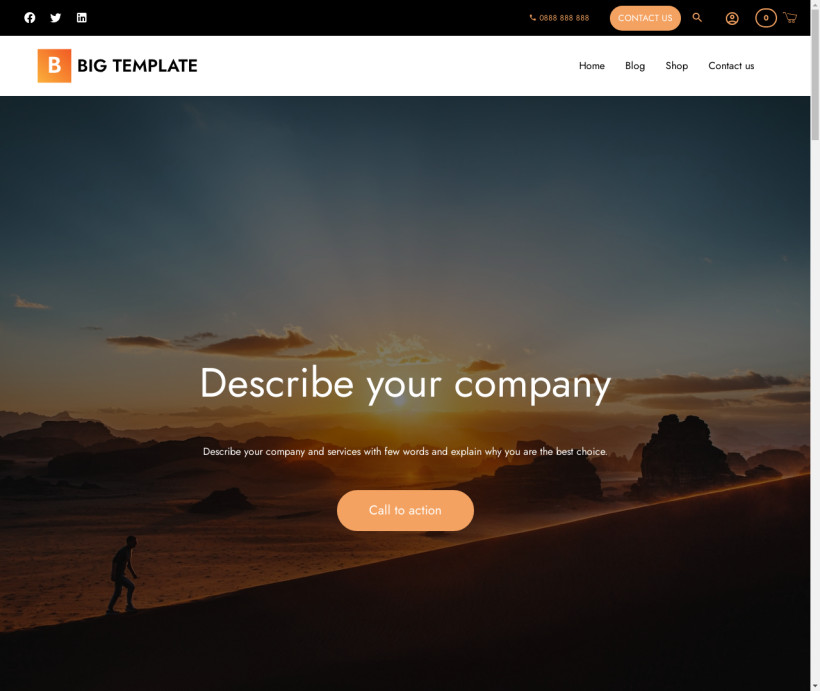 0888 888 888
CONTACT US
0
B BIG TEMPLATE
Home
Blog
Shop
Contact us
Describe your company
Describe your company and services with few words and explain why you are the best choice.
Call to action